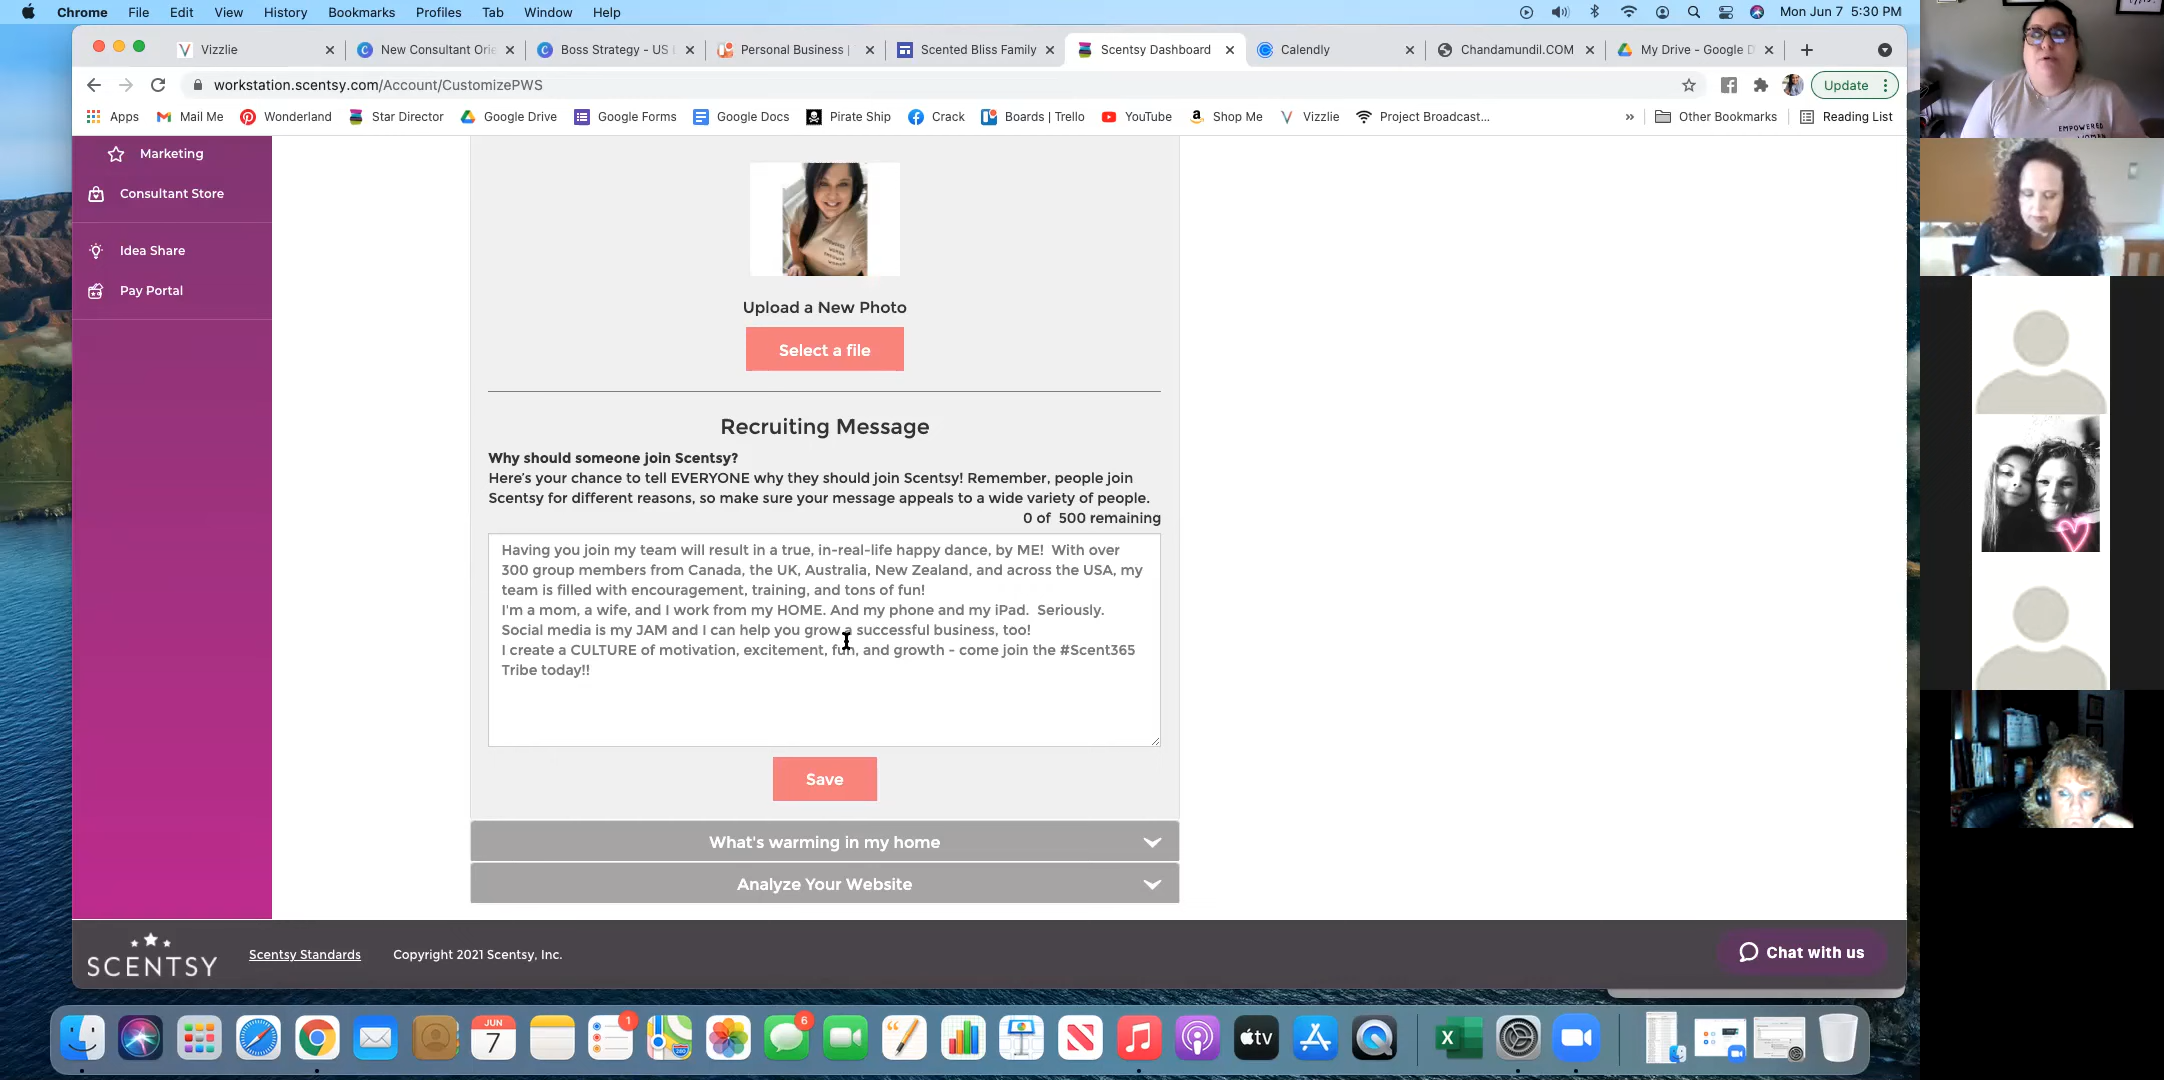 Chrome File Edit View History Bookmarks Profiles Tab Window Help Mon Jun 7 5:30 PM
Vizzlie New Consultant Orie Boss Strategy - US Personal Business | Scented Bliss Family Scentsy Dashboard Calendly Chandamundil.COM My Drive - Google D
workstation.scentsy.com/Account/CustomizePWS Update
Apps Mail Me Wonderland Star Director Google Drive Google Forms Google Docs Pirate Ship Crack Boards | Trello YouTube Shop Me Vizzlie Project Broadcast... » Other Bookmarks Reading List
Marketing
Consultant Store
Idea Share
Pay Portal
EMPOWERED
WOMEN
EMPOWER
WOMEN
Upload a New Photo
Select a file
Recruiting Message
Why should someone join Scentsy?
Here's your chance to tell EVERYONE why they should join Scentsy! Remember, people join
Scentsy for different reasons, so make sure your message appeals to a wide variety of people.
0 of 500 remaining
Having you join my team will result in a true, in-real-life happy dance, by ME! With over
300 group members from Canada, the UK, Australia, New Zealand, and across the USA, my
team is filled with encouragement, training, and tons of fun!
I'm a mom, a wife, and I work from my HOME. And my phone and my iPad. Seriously.
Social media is my JAM and I can help you grow a successful business, too!
I create a CULTURE of motivation, excitement, fun, and growth - come join the #Scent365
Tribe today!!
Save
What's warming in my home
Analyze Your Website
SCENTSY Scentsy Standards Copyright 2021 Scentsy, Inc. Chat with us
JUN
7
1
6
280
tv
X
EMPOWERED